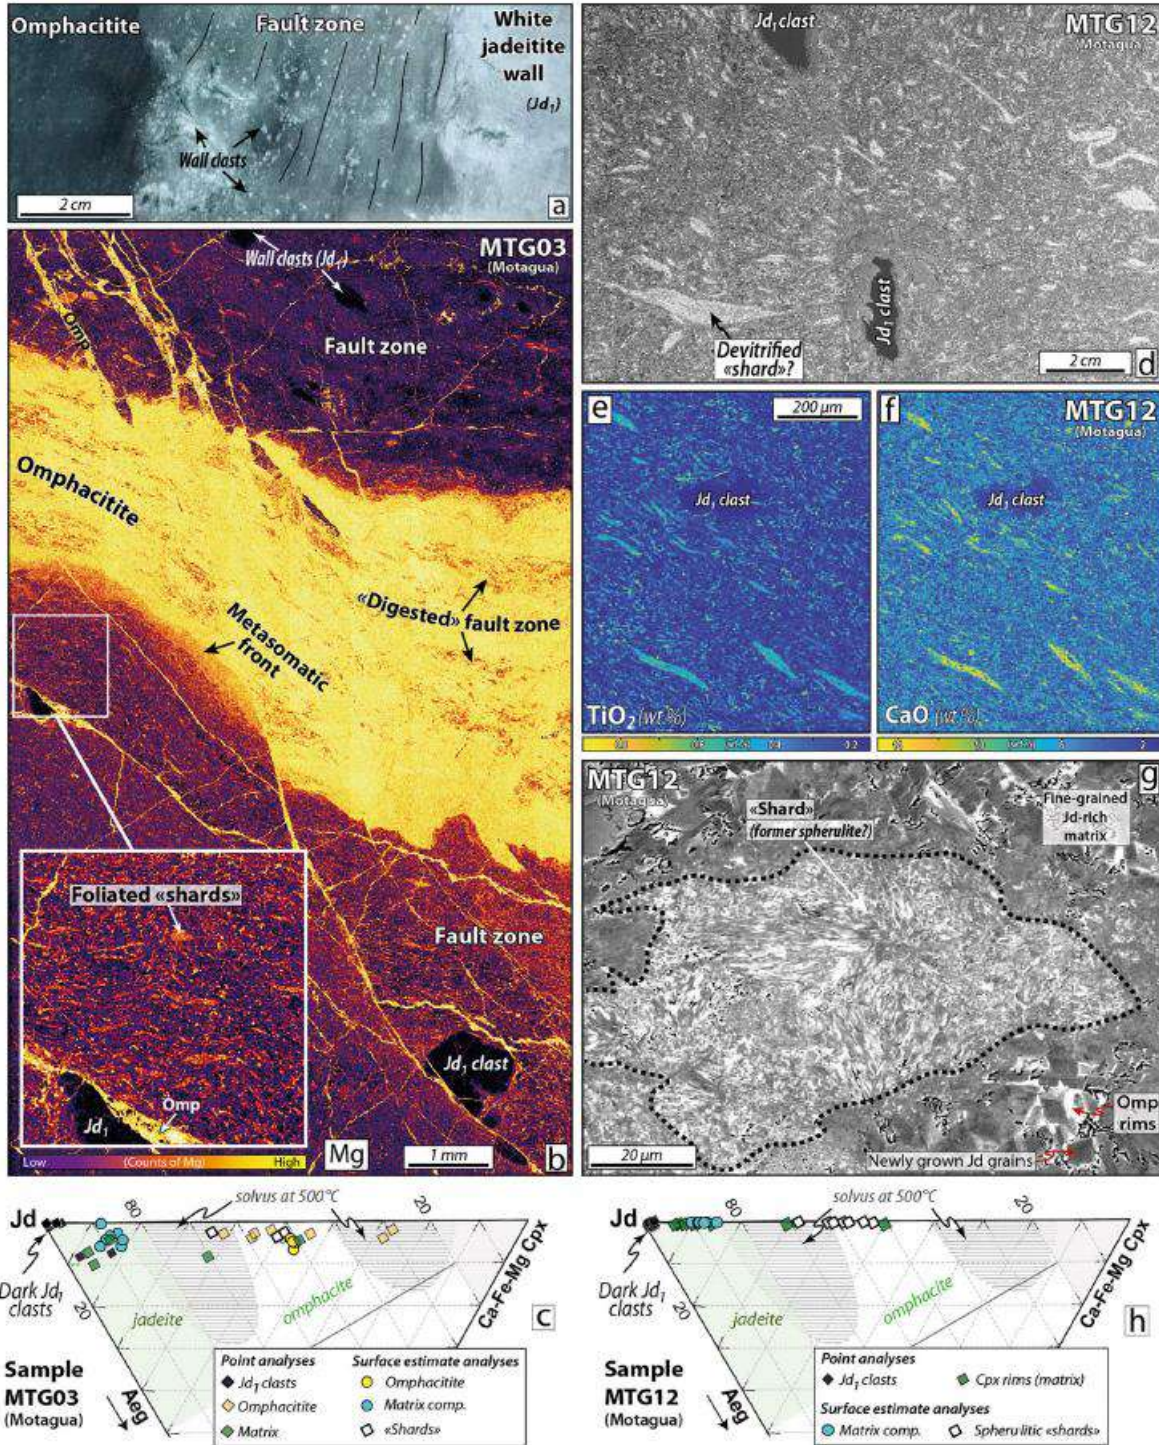 Omphacitite
Fault zone
White
jadeitite
wall
(Jd1)
Wall clasts
2 cm
a
Jd1 clast
MTG12
(Motagua)
Devitrified
«shard»?
Jd1 clast
2 cm
d
Wall clasts (Jd1)
MTG03
(Motagua)
Omp
Fault zone
Omphacitite
«Digested» fault zone
Metasomatic
front
Foliated «shards»
Fault zone
Jd1 clast
Omp
Jd1
Low
(Counts of Mg)
High
Mg
1 mm
b
e
200 µm
Jd1 clast
TiO2 (wt.%)
0.2
f
MTG12
(Motagua)
Jd1 clast
CaO (wt.%)
2
MTG12
(Motagua)
g
«Shard»
(former spherulite?)
Fine-grained
Jd-rich
matrix
Omp
rims
20 µm
Newly grown Jd grains
Jd
80
solvus at 500°C
20
Dark Jd1
clasts
20
jadeite
omphacite
Ca-Fe-Mg Cpx
c
Sample
MTG03
(Motagua)
Aeg
Point analyses
Jd1 clasts
Omphacitite
Matrix
Surface estimate analyses
Omphacitite
Matrix comp.
«Shards»
Jd
80
solvus at 500°C
20
Dark Jd1
clasts
20
jadeite
omphacite
Ca-Fe-Mg Cpx
h
Sample
MTG12
(Motagua)
Aeg
Point analyses
Jd1 clasts
Cpx rims (matrix)
Surface estimate analyses
Matrix comp.
Spherulitic «shards»